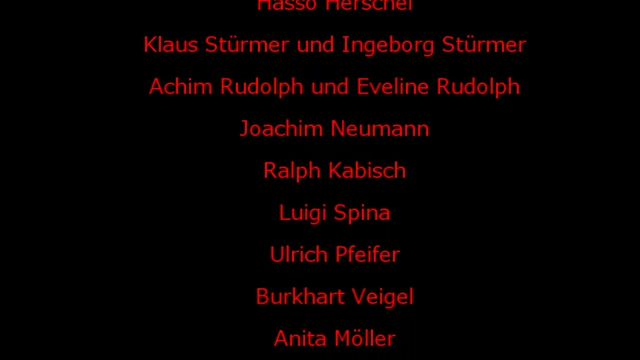 Hasso Herschel
Klaus Stürmer und Ingeborg Stürmer
Achim Rudolph und Eveline Rudolph
Joachim Neumann
Ralph Kabisch
Luigi Spina
Ulrich Pfeifer
Burkhart Veigel
Anita Möller